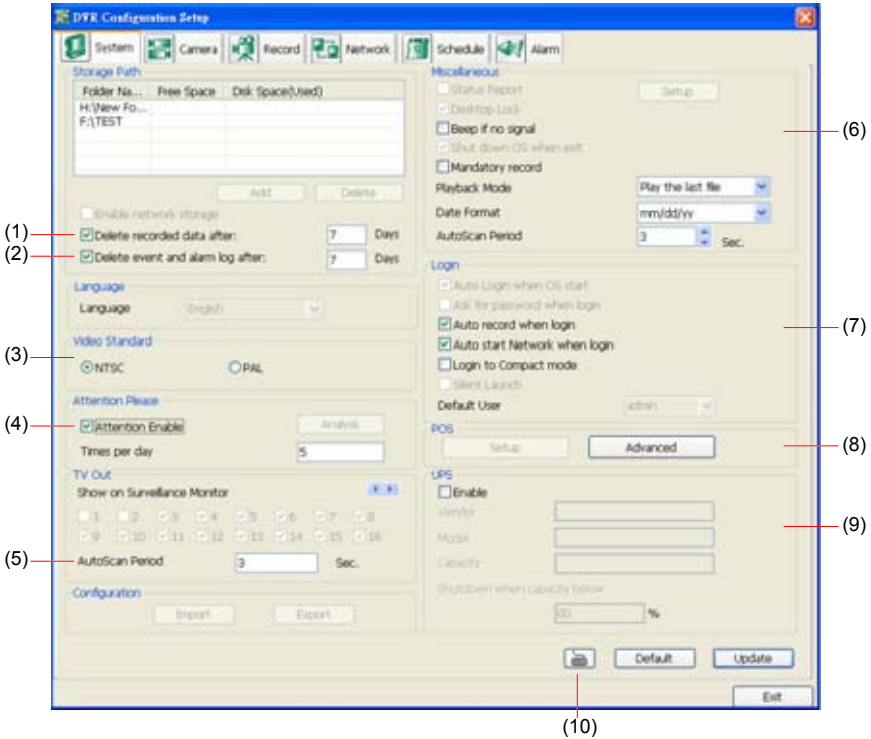 DVR Configuration Setup
System Camera Record Network Schedule Alarm
Storage Path
Folder Na... Free Space Disk Space(Used)
H:\New Fo...
F:\TEST
Add Delete
Enable network storage
(1) Delete recorded data after: 7 Days
(2) Delete event and alarm log after: 7 Days
Language
Language English
(3) Video Standard
NTSC PAL
Attention Please
(4) Attention Enable Analysis
Times per day 5
TV Out
Show on Surveillance Monitor
1 2 3 4 5 6 7 8
9 10 11 12 13 14 15 16
(5) AutoScan Period 3 Sec.
Configuration
Import Export
Miscellaneous
Status Report Setup
Desktop Lock
Beep if no signal (6)
Shut down OS when exit
Mandatory record
Playback Mode Play the last file
Date Format mm/dd/yy
AutoScan Period 3 Sec.
Login
Auto Login when OS start
Ask for password when login
Auto record when login (7)
Auto start Network when login
Login to Compact mode
Silent Launch
Default User admin
POS
Setup Advanced (8)
UPS
Enable
Vendor (9)
Model
Capacity
Shutdown when capacity below
80 %
Default Update
Exit
(10)